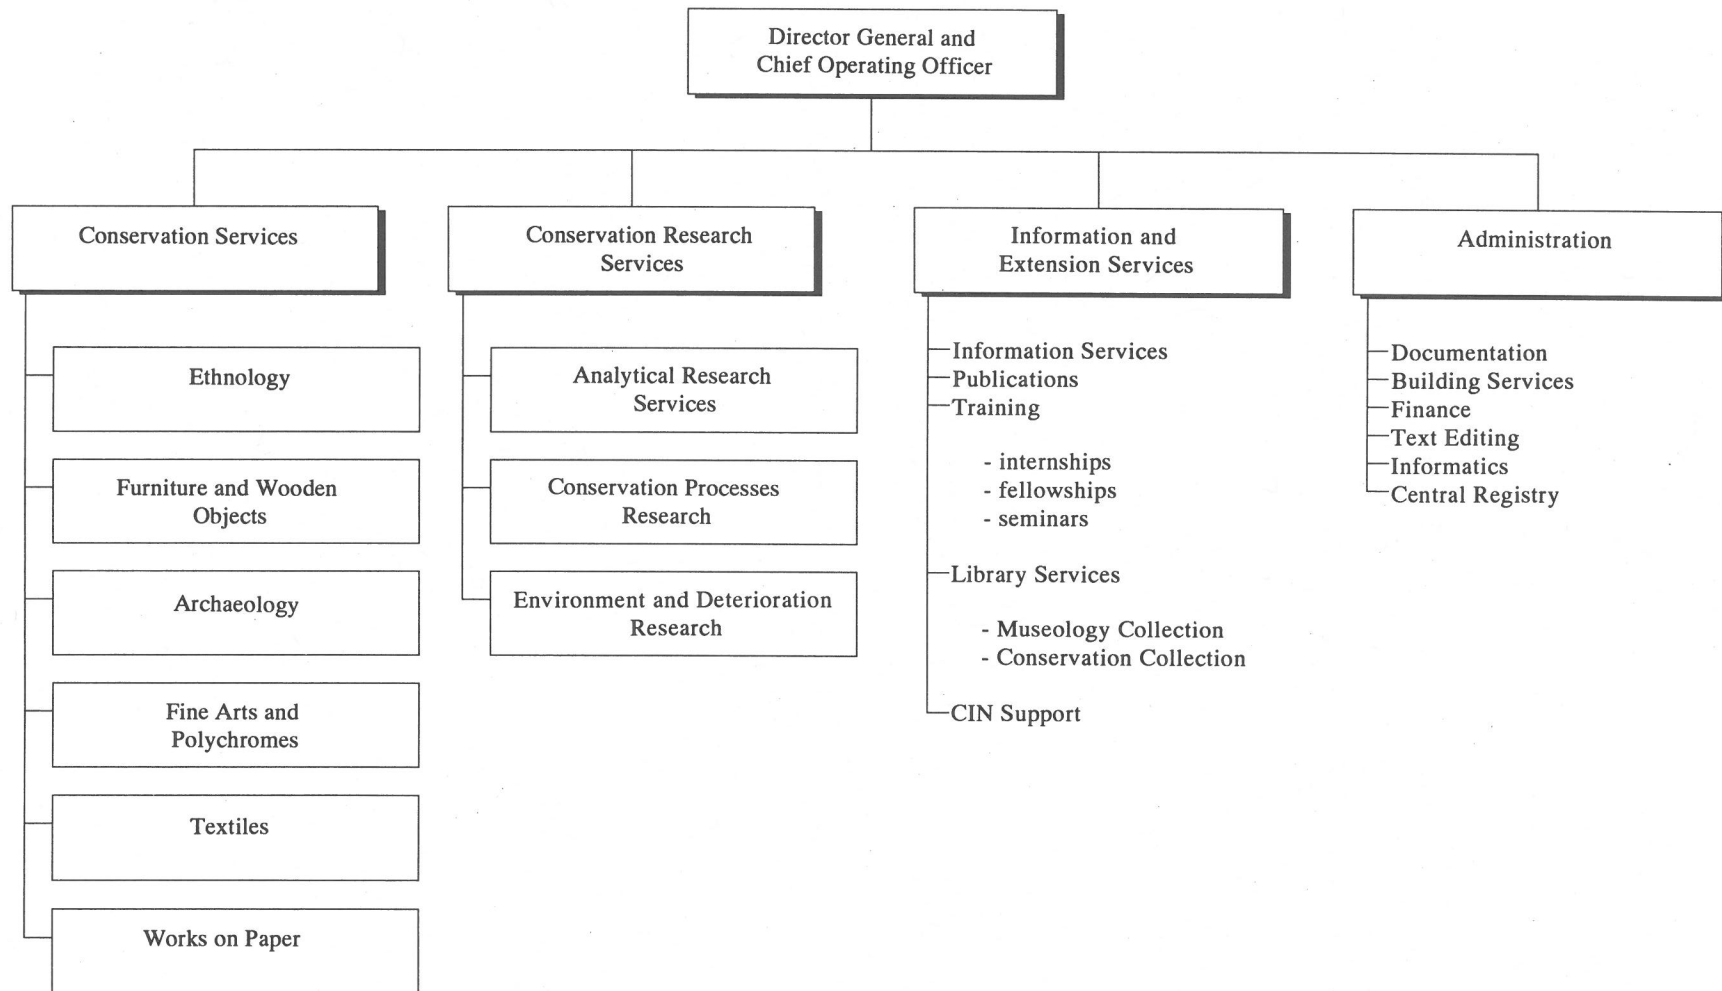 Director General and
Chief Operating Officer
Conservation Services
Ethnology
Furniture and Wooden
Objects
Archaeology
Fine Arts and
Polychromes
Textiles
Works on Paper
Conservation Research
Services
Analytical Research
Services
Conservation Processes
Research
Environment and Deterioration
Research
Information and
Extension Services
Information Services
Publications
Training
- internships
- fellowships
- seminars
Library Services
- Museology Collection
- Conservation Collection
CIN Support
Administration
Documentation
Building Services
Finance
Text Editing
Informatics
Central Registry